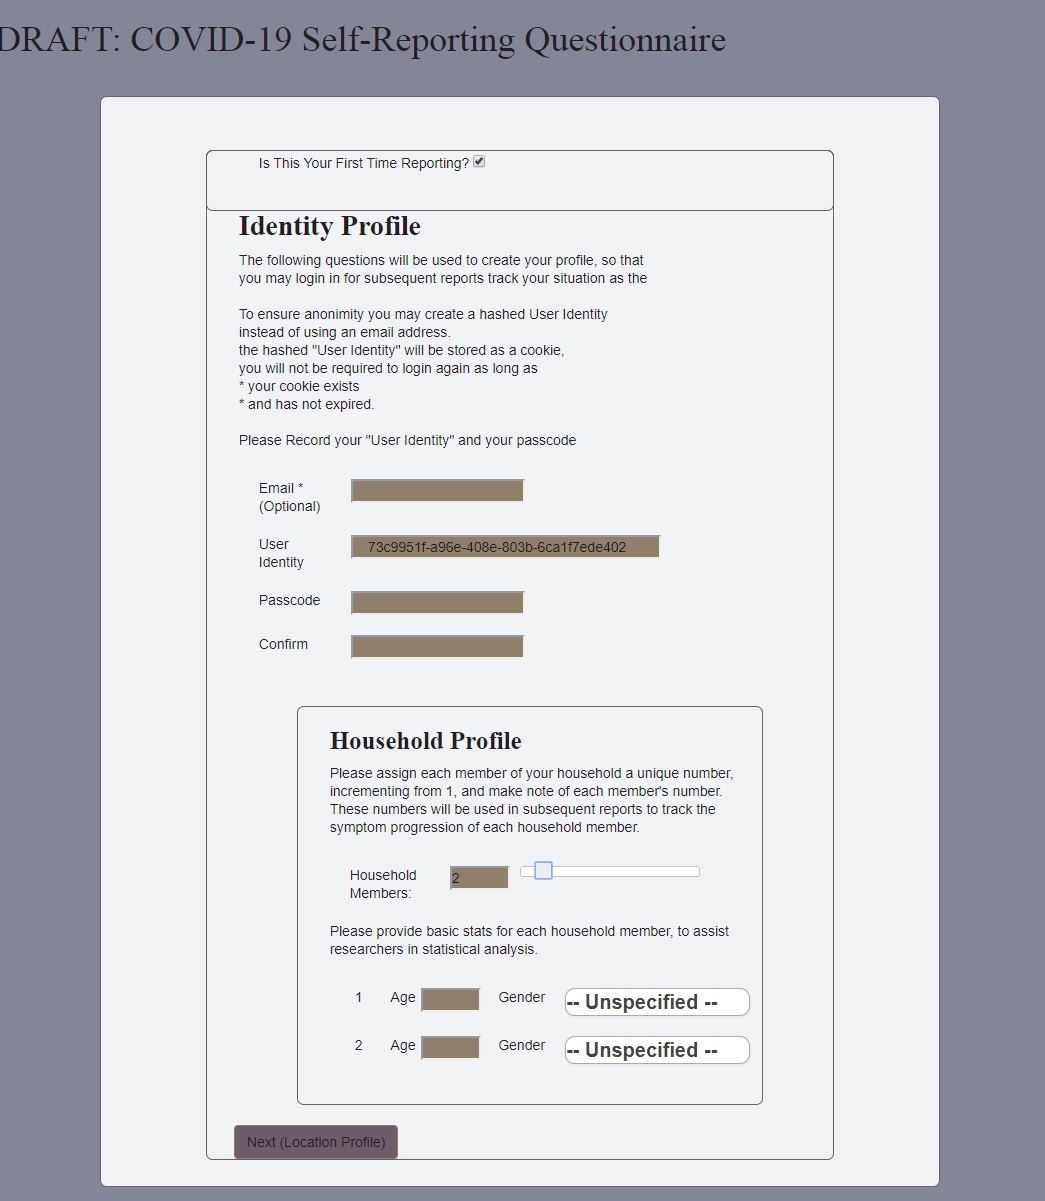 DRAFT: COVID-19 Self-Reporting Questionnaire
Is This Your First Time Reporting?
Identity Profile
The following questions will be used to create your profile, so that
you may login in for subsequent reports track your situation as the
To ensure anonimity you may create a hashed User Identity
instead of using an email address.
the hashed "User Identity" will be stored as a cookie,
you will not be required to login again as long as
* your cookie exists
* and has not expired.
Please Record your "User Identity" and your passcode
Email *
(Optional)
User
Identity
73c9951f-a96e-408e-803b-6ca1f7ede402
Passcode
Confirm
Household Profile
Please assign each member of your household a unique number,
incrementing from 1, and make note of each member's number.
These numbers will be used in subsequent reports to track the
symptom progression of each household member.
Household
Members:
2
Please provide basic stats for each household member, to assist
researchers in statistical analysis.
1 Age Gender -- Unspecified --
2 Age Gender -- Unspecified --
Next (Location Profile)